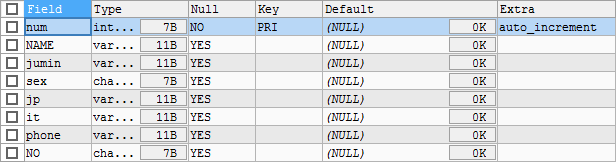 Field Type Null Key Default Extra
num int... 7B NO PRI (NULL) 0K auto_increment
NAME var... 11B YES (NULL) 0K
jumin var... 11B YES (NULL) 0K
sex cha... 7B YES (NULL) 0K
jp var... 11B YES (NULL) 0K
it var... 11B YES (NULL) 0K
phone var... 11B YES (NULL) 0K
NO cha... 7B YES (NULL) 0K